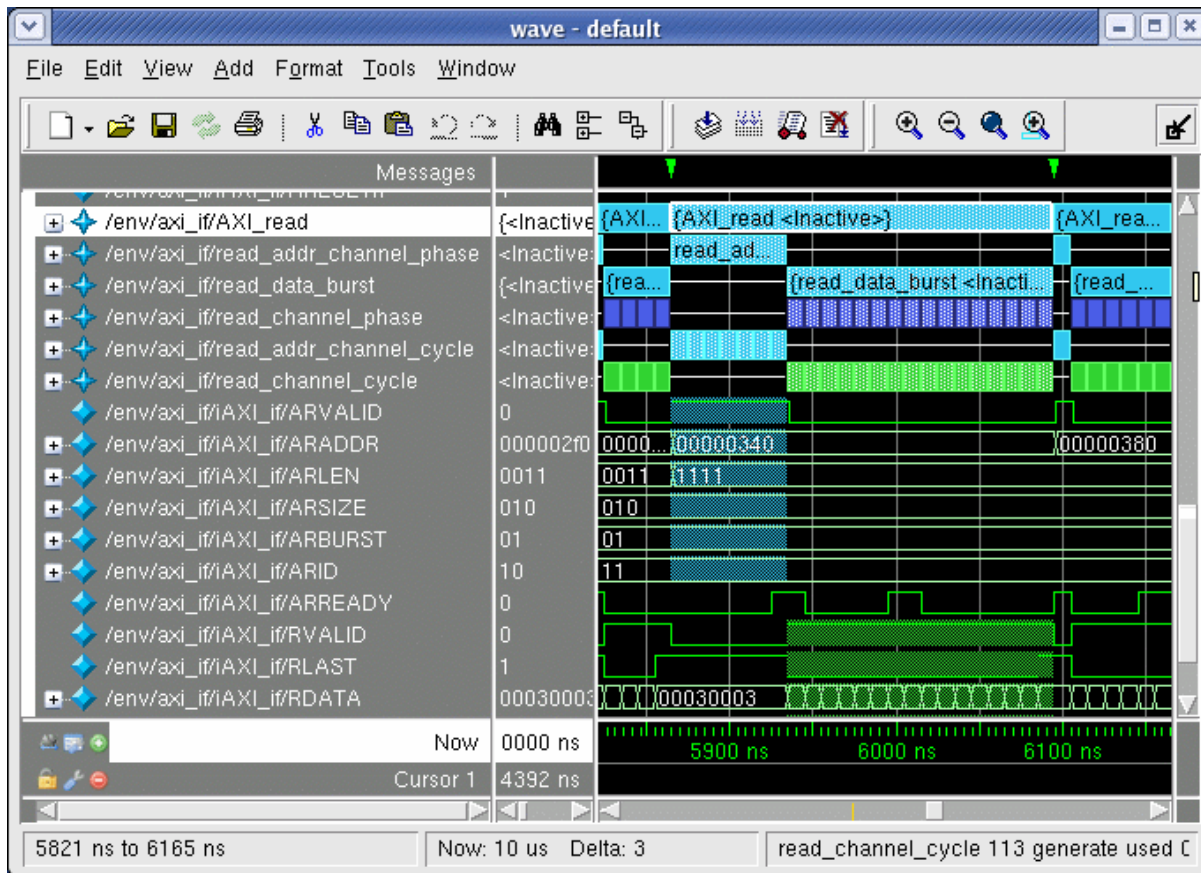 wave - default
File Edit View Add Format Tools Window
Messages
/env/axi_if/AXI_read {<Inactive {AXI... {AXI_read <Inactive>} {AXI_rea...
/env/axi_if/read_addr_channel_phase <Inactive: read_ad...
/env/axi_if/read_data_burst {<Inactive {rea... {read_data_burst <Inacti... {read_...
/env/axi_if/read_channel_phase <Inactive:
/env/axi_if/read_addr_channel_cycle <Inactive:
/env/axi_if/read_channel_cycle <Inactive:
/env/axi_if/iAXI_if/ARVALID 0
/env/axi_if/iAXI_if/ARADDR 000002f0 0000... 00000340 00000380
/env/axi_if/iAXI_if/ARLEN 0011 0011 1111
/env/axi_if/iAXI_if/ARSIZE 010 010
/env/axi_if/iAXI_if/ARBURST 01 01
/env/axi_if/iAXI_if/ARID 10 11
/env/axi_if/iAXI_if/ARREADY 0
/env/axi_if/iAXI_if/RVALID 0
/env/axi_if/iAXI_if/RLAST 1
/env/axi_if/iAXI_if/RDATA 00030003 00030003
Now 0000 ns 5900 ns 6000 ns 6100 ns
Cursor 1 4392 ns
5821 ns to 6165 ns Now: 10 us Delta: 3 read_channel_cycle 113 generate used